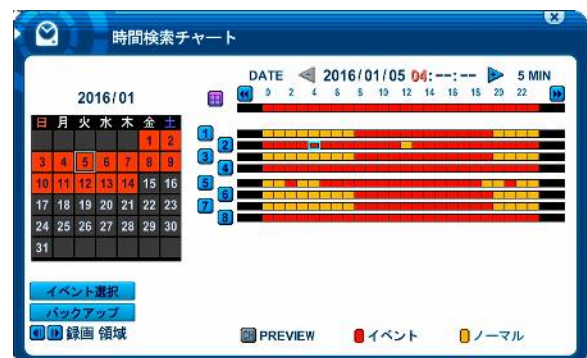 時間検索チャート
DATE 2016/01/05 04:--:-- 5 MIN
0 2 4 6 8 10 12 14 16 18 20 22
2016/01
日 月 火 水 木 金 土
1 2
3 4 5 6 7 8 9
10 11 12 13 14 15 16
17 18 19 20 21 22 23
24 25 26 27 28 29 30
31
1
2
3
4
5
6
7
8
イベント選択
バックアップ
録画 領域
PREVIEW イベント ノーマル